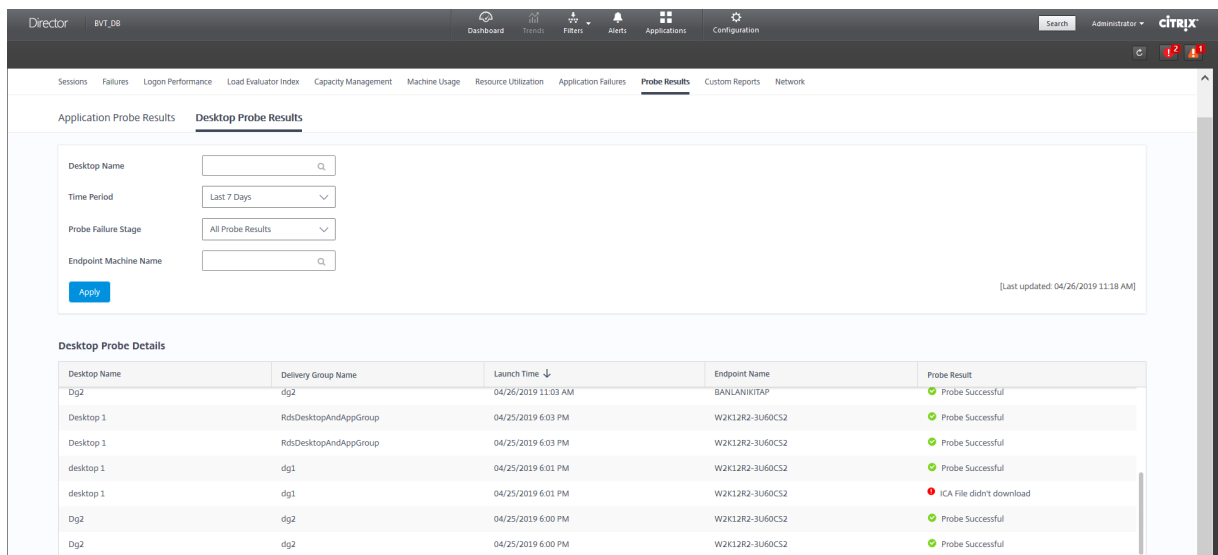 Director BVT_DB Dashboard Trends Filters Alerts Applications Configuration Search Administrator CITRIX
2 1
Sessions Failures Logon Performance Load Evaluator Index Capacity Management Machine Usage Resource Utilization Application Failures Probe Results Custom Reports Network
Application Probe Results Desktop Probe Results
Desktop Name
Time Period Last 7 Days
Probe Failure Stage All Probe Results
Endpoint Machine Name
Apply [Last updated: 04/26/2019 11:18 AM]
Desktop Probe Details
Desktop Name Delivery Group Name Launch Time Endpoint Name Probe Result
Dg2 dg2 04/26/2019 11:03 AM BANLANIKITAP Probe Successful
Desktop 1 RdsDesktopAndAppGroup 04/25/2019 6:03 PM W2K12R2-3U60CS2 Probe Successful
Desktop 1 RdsDesktopAndAppGroup 04/25/2019 6:03 PM W2K12R2-3U60CS2 Probe Successful
desktop 1 dg1 04/25/2019 6:01 PM W2K12R2-3U60CS2 Probe Successful
desktop 1 dg1 04/25/2019 6:01 PM W2K12R2-3U60CS2 ICA File didn't download
Dg2 dg2 04/25/2019 6:00 PM W2K12R2-3U60CS2 Probe Successful
Dg2 dg2 04/25/2019 6:00 PM W2K12R2-3U60CS2 Probe Successful